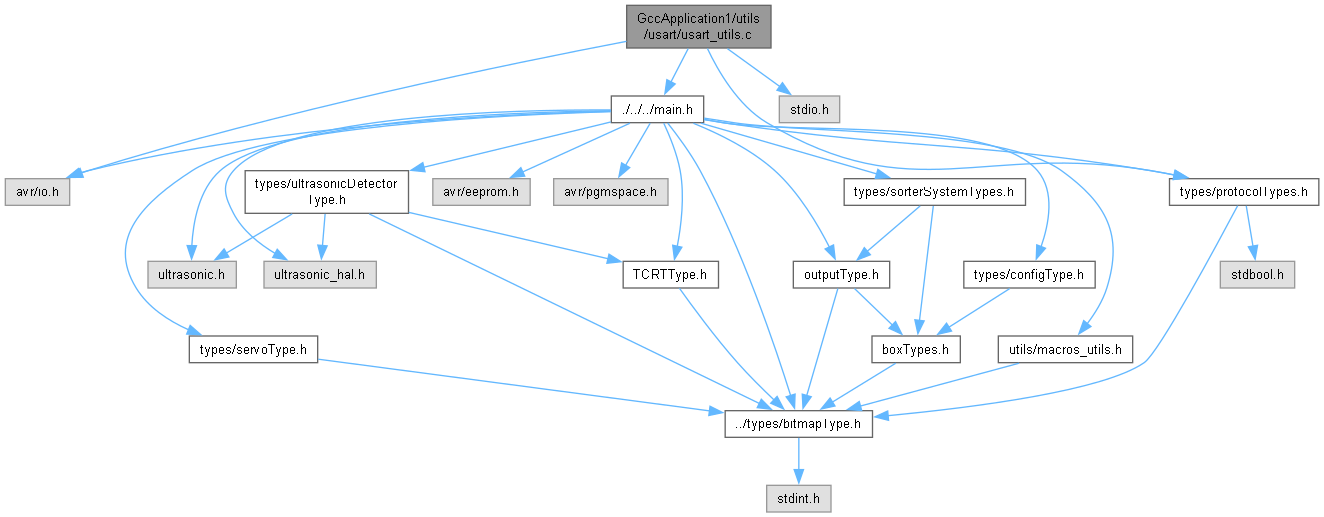 GccApplication1/utils
/usart/usart_utils.c
././../main.h
stdio.h
avr/io.h
types/ultrasonicDetector
Type.h
avr/eeprom.h
avr/pgmspace.h
types/sorterSystemTypes.h
types/protocolTypes.h
ultrasonic.h
ultrasonic_hal.h
TCRTType.h
outputType.h
types/configType.h
stdbool.h
types/servoType.h
boxTypes.h
utils/macros_utils.h
../types/bitmapType.h
stdint.h